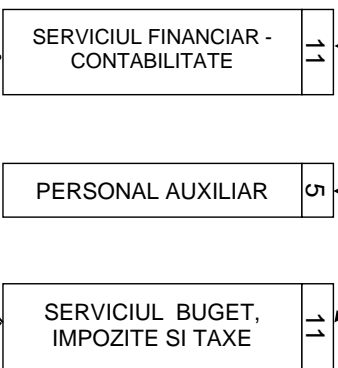 SERVICIUL FINANCIAR -
CONTABILITATE
11
PERSONAL AUXILIAR
5
SERVICIUL BUGET,
IMPOZITE SI TAXE
11